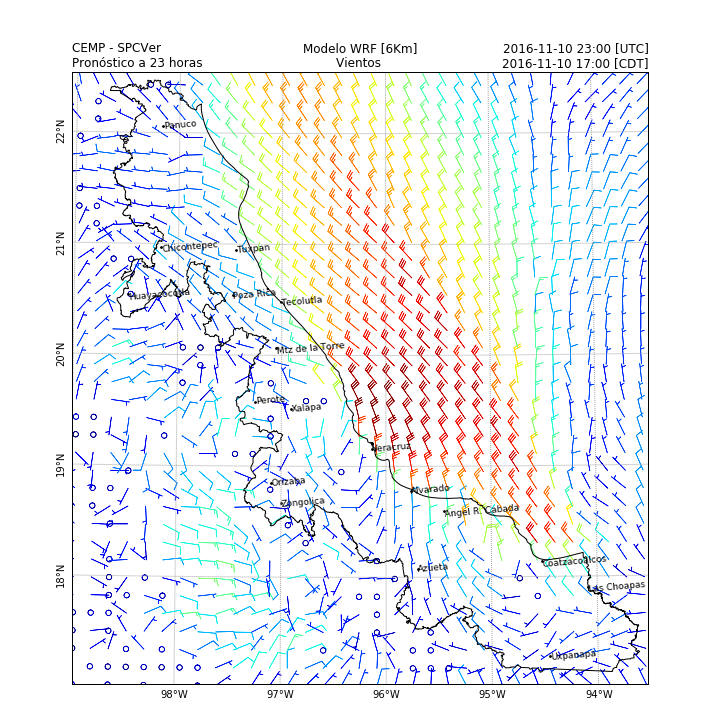 CEMP - SPCVer Modelo WRF [6Km] 2016-11-10 23:00 [UTC]
Pronóstico a 23 horas Vientos 2016-11-10 17:00 [CDT]
22°N
Panuco
21°N
Chicontepec Tuxpan
Huayacocotla Poza Rica Tecolutla
20°N
Mtz de la Torre
Perote Xalapa
19°N
Veracruz
Orizaba Alvarado
Zongolica Angel R. Cabada
18°N
Azueta Coatzacoalcos
Las Choapas
Uxpanapa
98°W 97°W 96°W 95°W 94°W